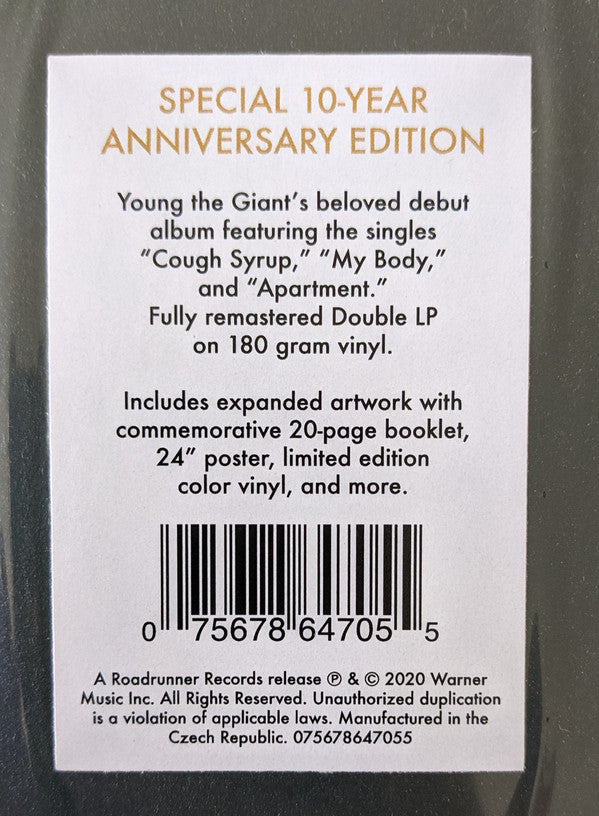 SPECIAL 10-YEAR
ANNIVERSARY EDITION
Young the Giant’s beloved debut
album featuring the singles
“Cough Syrup,” “My Body,”
and “Apartment.”
Fully remastered Double LP
on 180 gram vinyl.
Includes expanded artwork with
commemorative 20-page booklet,
24” poster, limited edition
color vinyl, and more.
0 75678 64705 5
A Roadrunner Records release ℗ & © 2020 Warner
Music Inc. All Rights Reserved. Unauthorized duplication
is a violation of applicable laws. Manufactured in the
Czech Republic. 075678647055